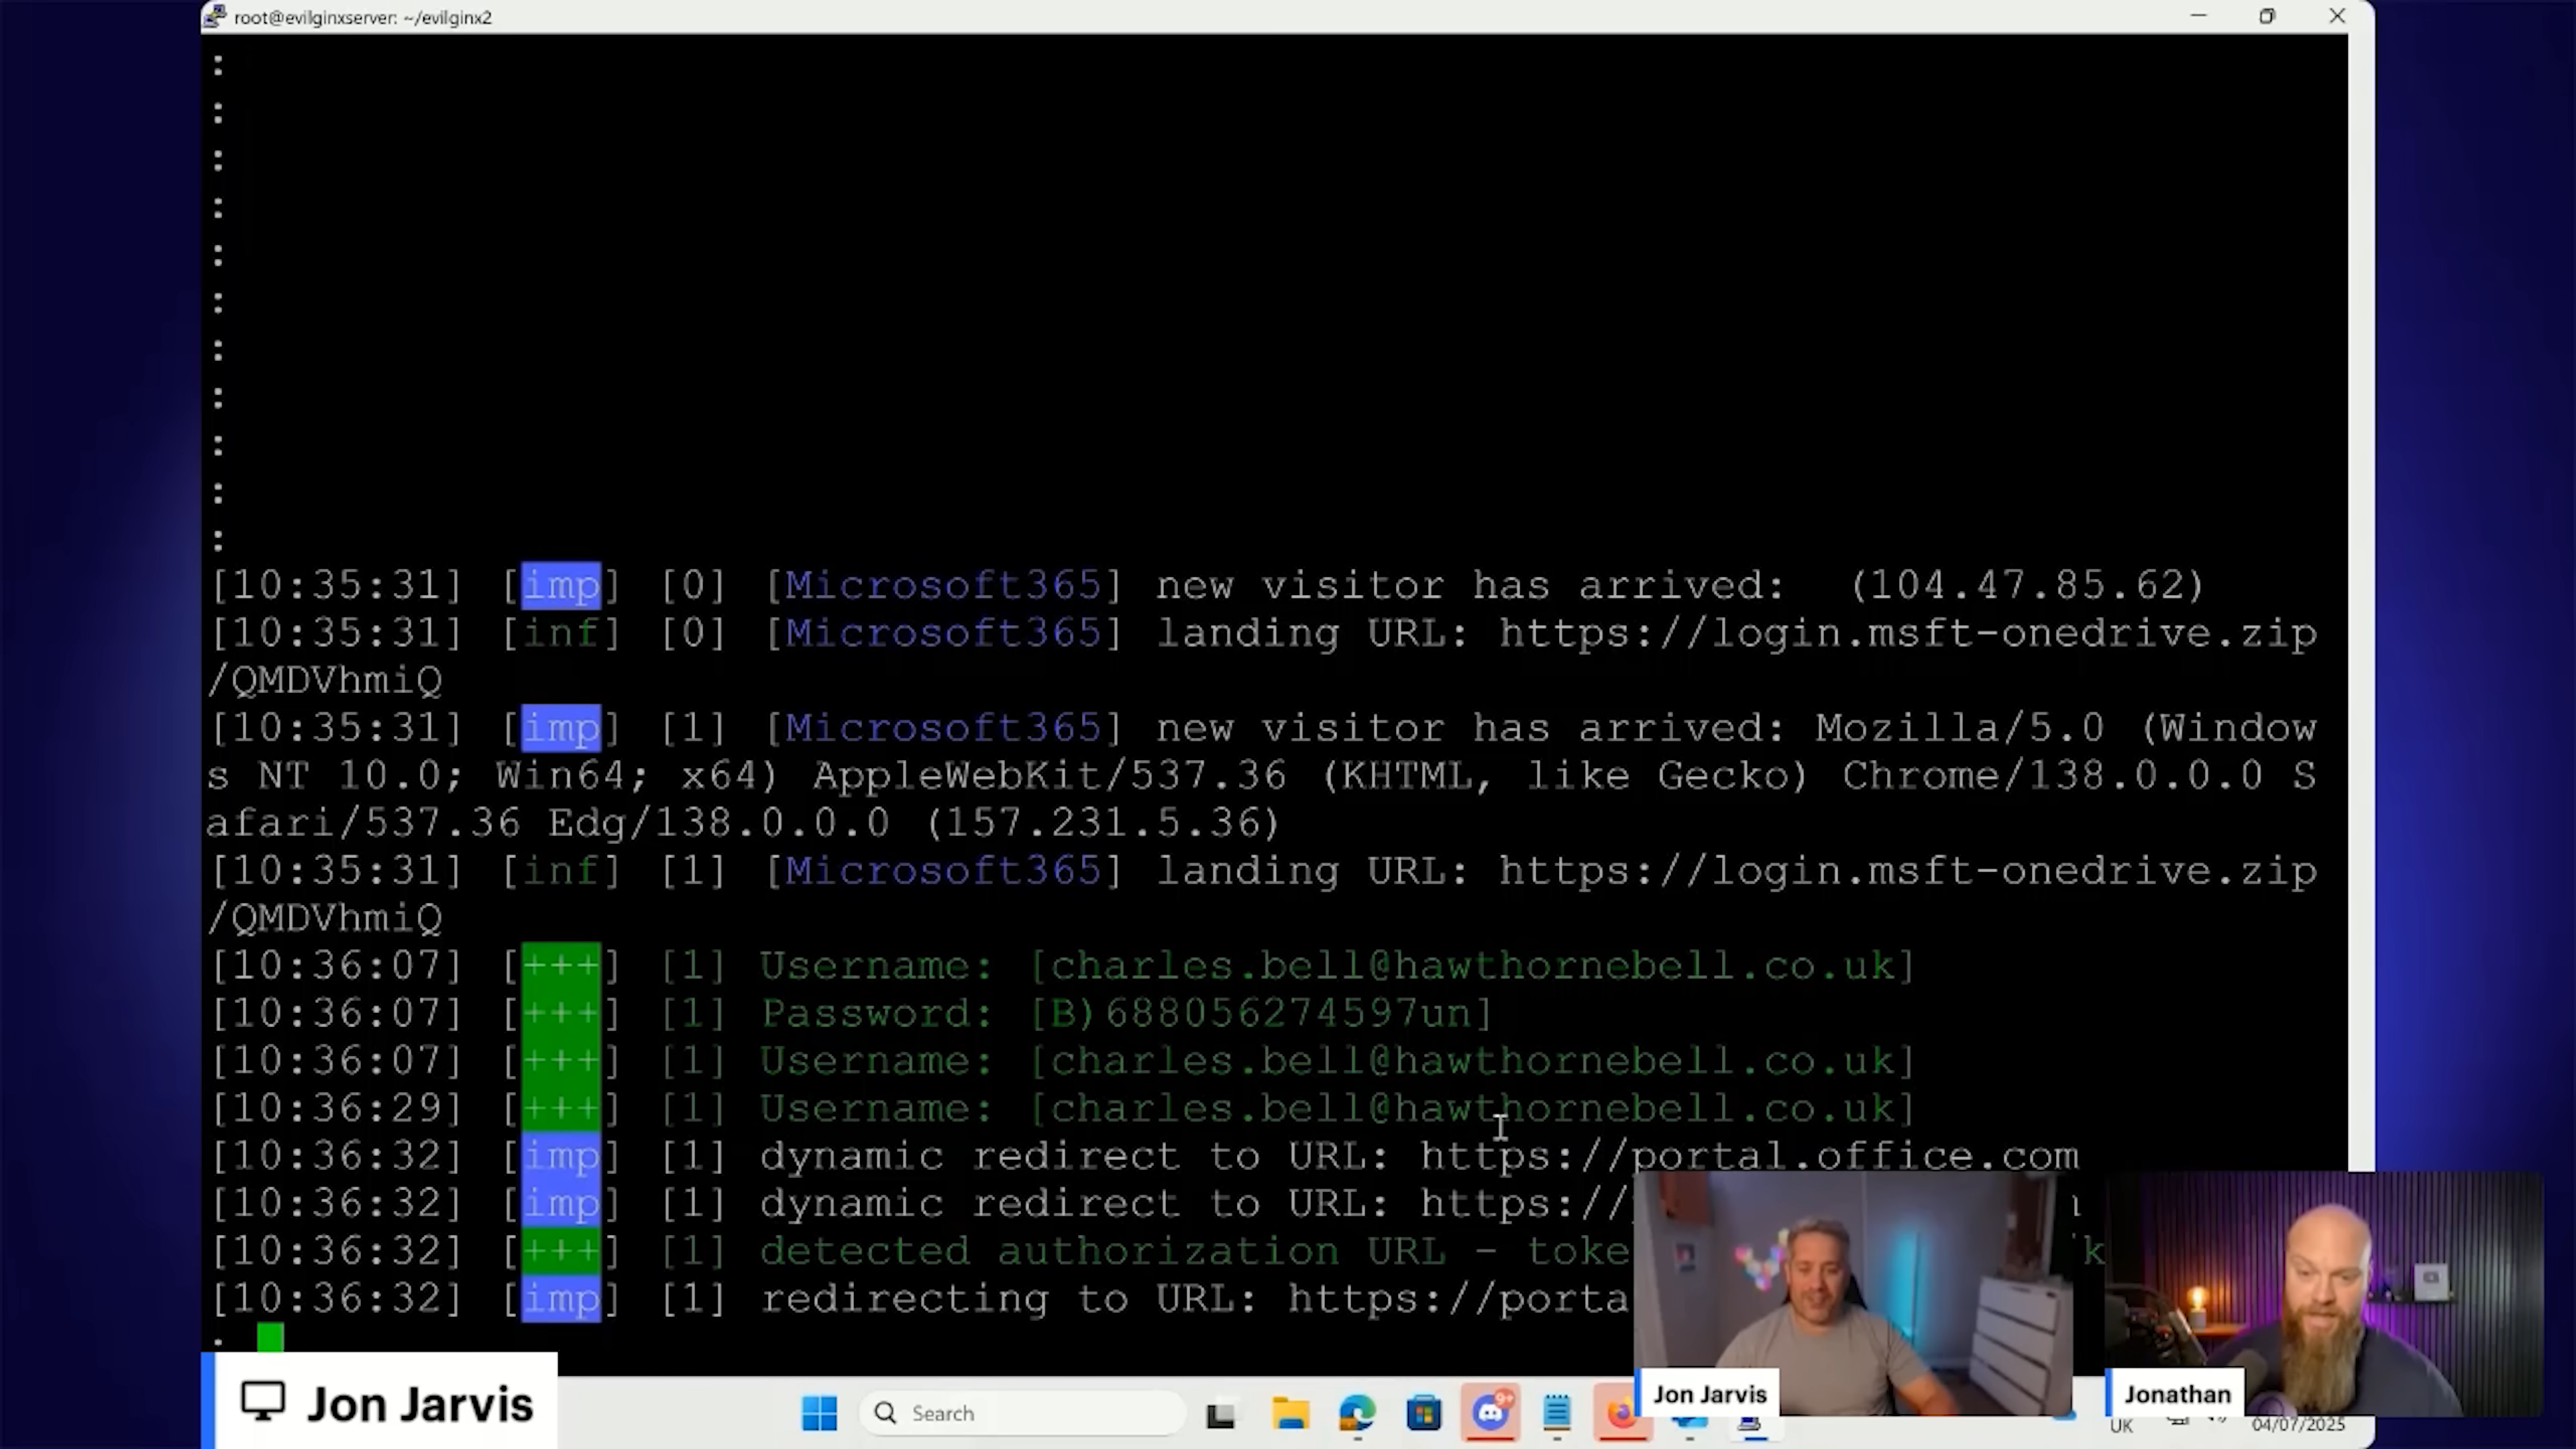 root@evilginxserver: ~/evilginx2
:
:
:
:
:
:
:
:
:
:
:
[10:35:31] [imp] [0] [Microsoft365] new visitor has arrived:  (104.47.85.62)
[10:35:31] [inf] [0] [Microsoft365] landing URL: https://login.msft-onedrive.zip
/QMDVhmiQ
[10:35:31] [imp] [1] [Microsoft365] new visitor has arrived: Mozilla/5.0 (Window
s NT 10.0; Win64; x64) AppleWebKit/537.36 (KHTML, like Gecko) Chrome/138.0.0.0 S
afari/537.36 Edg/138.0.0.0 (157.231.5.36)
[10:35:31] [inf] [1] [Microsoft365] landing URL: https://login.msft-onedrive.zip
/QMDVhmiQ
[10:36:07] [+++] [1] Username: [charles.bell@hawthornebell.co.uk]
[10:36:07] [+++] [1] Password: [B)688056274597un]
[10:36:07] [+++] [1] Username: [charles.bell@hawthornebell.co.uk]
[10:36:29] [+++] [1] Username: [charles.bell@hawthornebell.co.uk]
[10:36:32] [imp] [1] dynamic redirect to URL: https://portal.office.com
[10:36:32] [imp] [1] dynamic redirect to URL: https://
[10:36:32] [+++] [1] detected authorization URL - toke
[10:36:32] [imp] [1] redirecting to URL: https://porta
:
Jon Jarvis
Search
9+
Jon Jarvis
Jonathan
UK
04/07/2025